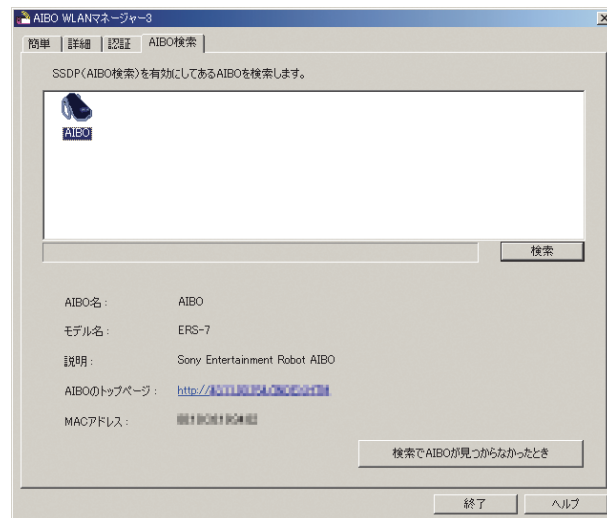 AIBO WLANマネージャー3
簡単 詳細 認証 AIBO検索
SSDP(AIBO検索)を有効にしてあるAIBOを検索します。
AIBO
検索
AIBO名： AIBO
モデル名： ERS-7
説明： Sony Entertainment Robot AIBO
AIBOのトップページ： http://
MACアドレス：
検索でAIBOが見つからなかったとき
終了 ヘルプ